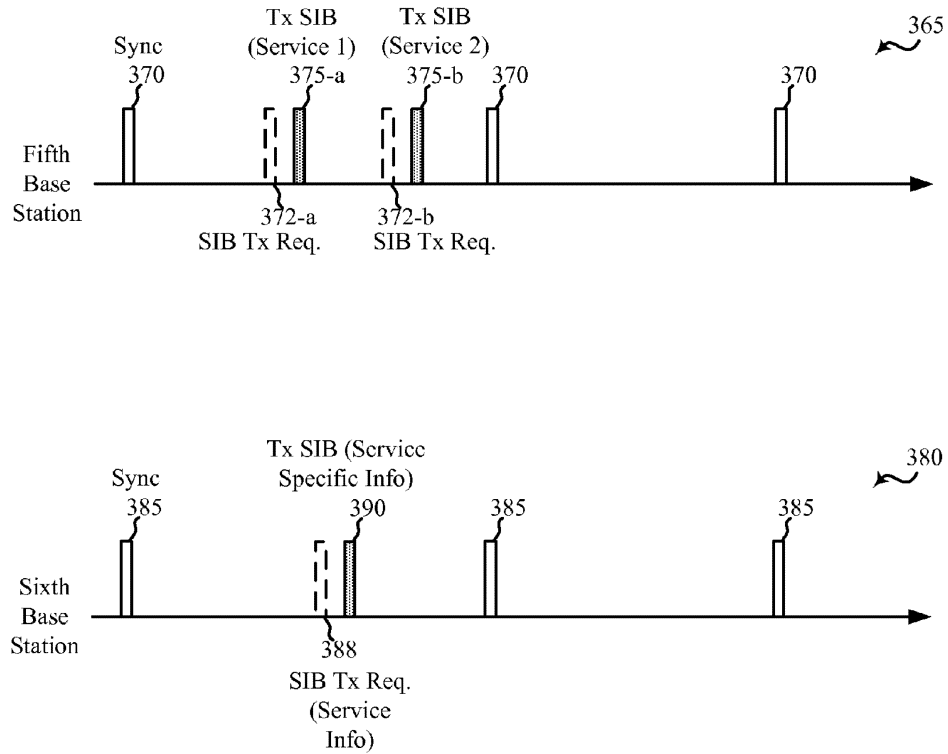 Tx SIB
(Service 1)
Tx SIB
(Service 2)
365
Sync
370
375-a
375-b
370
370
Fifth
Base
Station
372-a
SIB Tx Req.
372-b
SIB Tx Req.
Tx SIB (Service
Specific Info)
380
Sync
385
390
385
385
Sixth
Base
Station
388
SIB Tx Req.
(Service
Info)